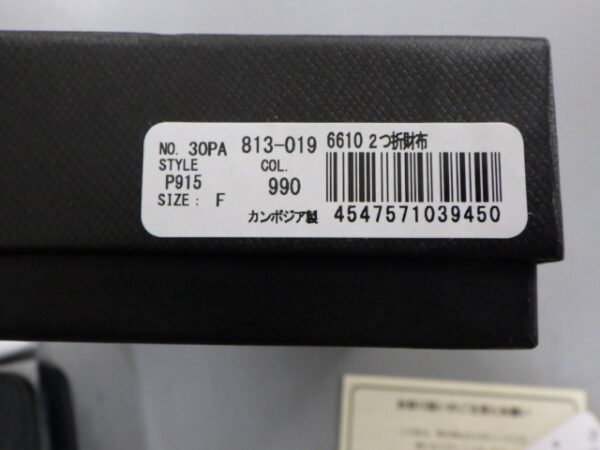 NO. 30PA 813-019 6610 2つ折財布
STYLE COL.
P915 990
SIZE: F
カンボジア製 4547571039450